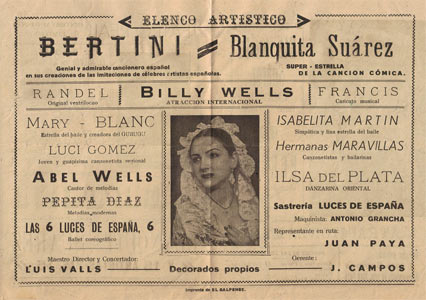 ELENCO ARTISTICO
BERTINI = Blanquita Suárez
Genial y admirable cancionero español
en sus creaciones de las imitaciones de célebres artistas españolas.
SUPER - ESTRELLA
DE LA CANCION CÓMICA.
RANDEL
Original ventrilocuo
BILLY WELLS
ATRACCION INTERNACIONAL
FRANCIS
musical
MARY - BLANC
Estrella del baile y creadora del
LUCI GOMEZ
Joven y guapísima canzonetista regional
ABEL WELLS
Cantor de melodías
PEPITA DIAZ
Melodías modernas
LAS 6 LUCES DE ESPAÑA, 6
Ballet coreográfico
ISABELITA MARTIN
Simpática y fina estrella del baile
Hermanas MARAVILLAS
Canzonetistas y bailarinas
ILSA DEL PLATA
DANZARINA ORIENTAL
Sastrería LUCES DE ESPAÑA
Maquinista: ANTONIO GRANCHA
Representante en ruta:
JUAN PAYA
Maestro Director y Concertador:
LUIS VALLS
Decorados propios
Gerente:
J. CAMPOS
Imprenta de EL